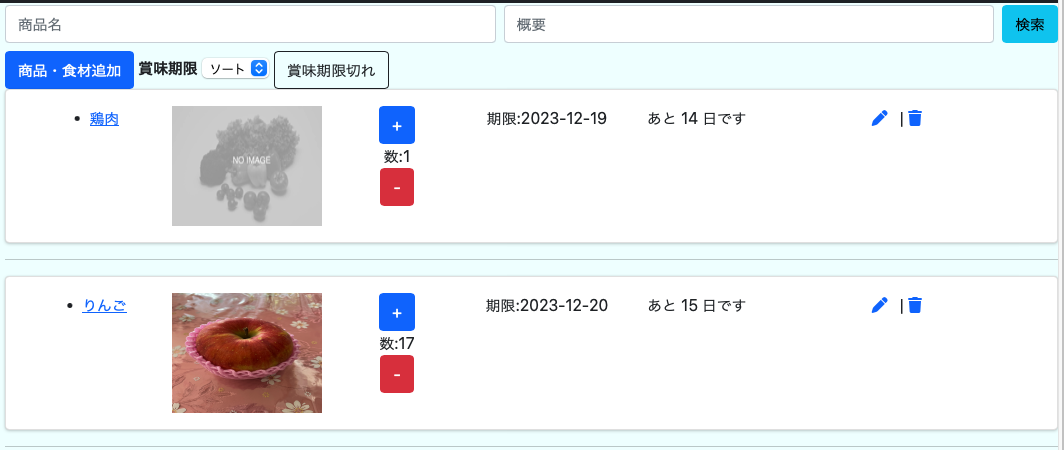 商品名 概要 検索
商品・食材追加 賞味期限 ソート 賞味期限切れ
• 鶏肉 NO IMAGE + 期限:2023-12-19 あと 14 日です |
数:1
-
• りんご + 期限:2023-12-20 あと 15 日です |
数:17
-